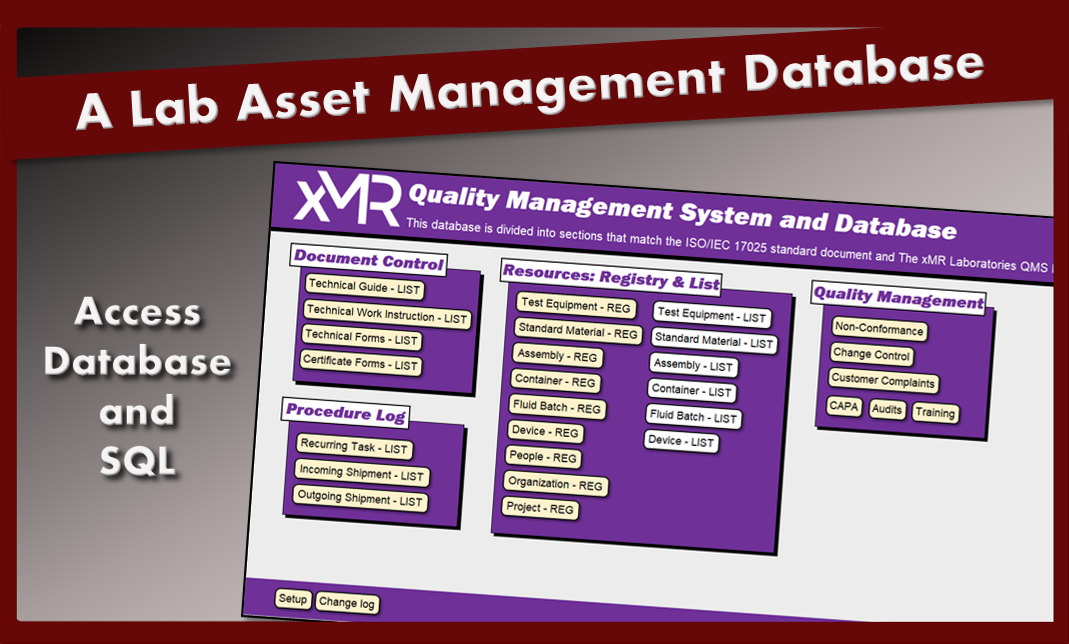 A Lab Asset Management Database
Access
Database
and
SQL
xMR
Quality Management System and Database
This database is divided into sections that match the ISO/IEC 17025 standard document and The xMR Laboratories QMS
Document Control
Technical Guide - LIST
Technical Work Instruction - LIST
Technical Forms - LIST
Certificate Forms - LIST
Procedure Log
Recurring Task - LIST
Incoming Shipment - LIST
Outgoing Shipment - LIST
Resources: Registry & List
Test Equipment - REG
Standard Material - REG
Assembly - REG
Container - REG
Fluid Batch - REG
Device - REG
People - REG
Organization - REG
Project - REG
Test Equipment - LIST
Standard Material - LIST
Assembly - LIST
Container - LIST
Fluid Batch - LIST
Device - LIST
Quality Management
Non-Conformance
Change Control
Customer Complaints
CAPA Audits Training
Setup Change log